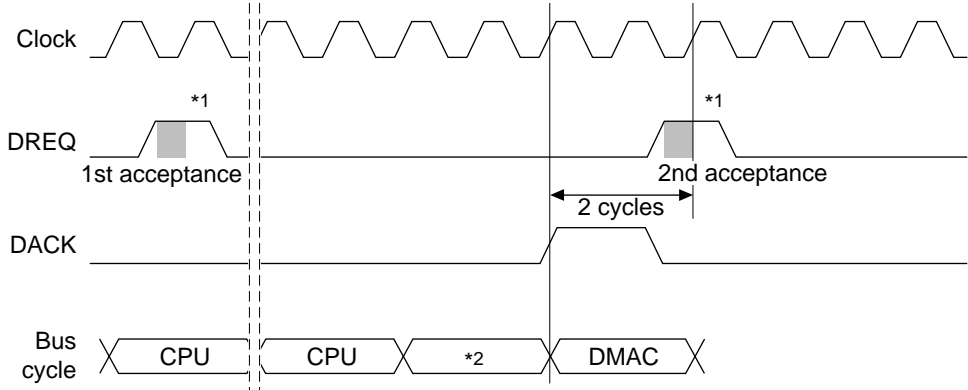 Clock
*1
*1
DREQ
1st acceptance
2nd acceptance
2 cycles
DACK
Bus
cycle
CPU
CPU
*2
DMAC